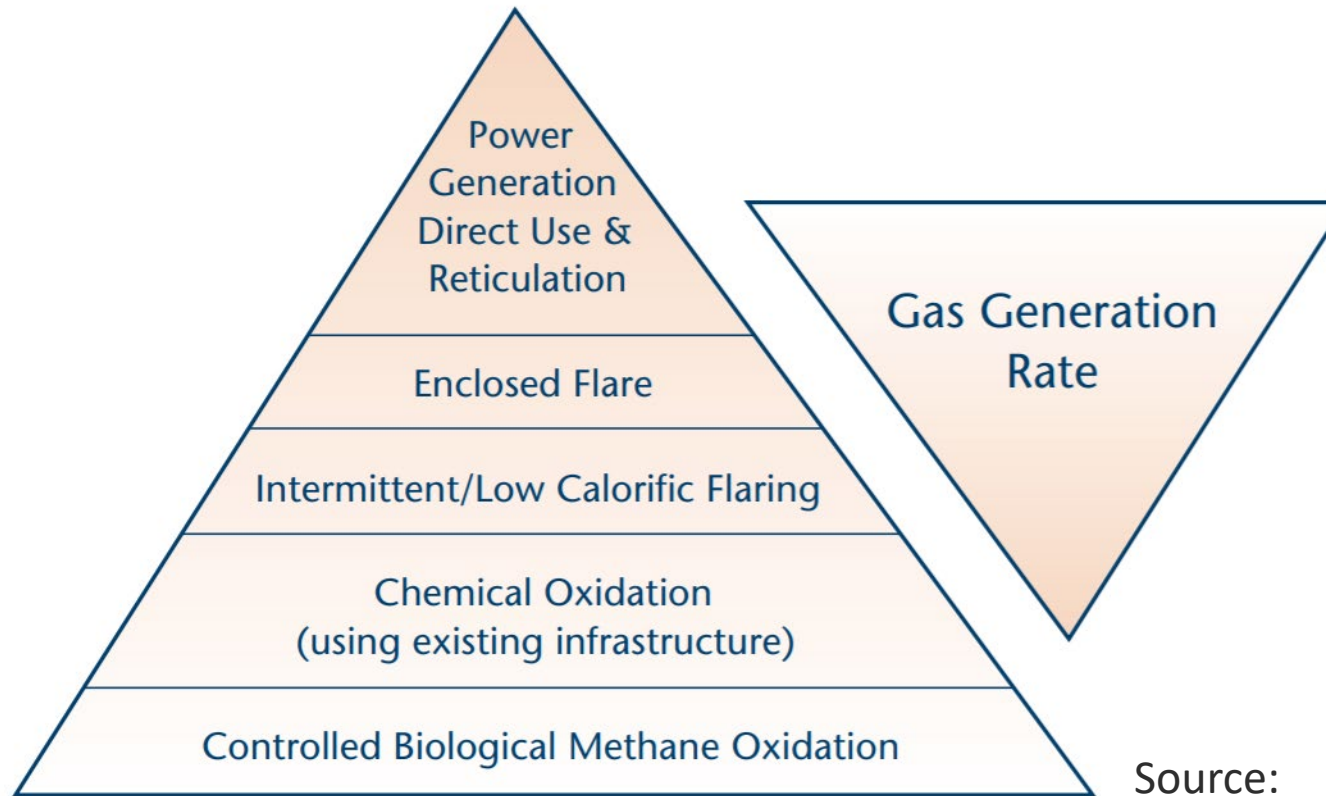 Power
Generation
Direct Use &
Reticulation
Enclosed Flare
Intermittent/Low Calorific Flaring
Chemical Oxidation
(using existing infrastructure)
Controlled Biological Methane Oxidation
Gas Generation
Rate
Source: